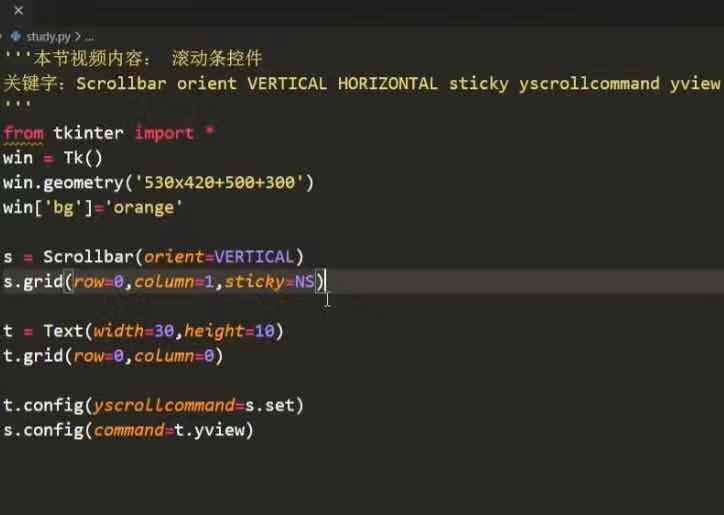 study.py > ...
'''本节视频内容： 滚动条控件
关键字：Scrollbar orient VERTICAL HORIZONTAL sticky yscrollcommand yview
'''
from tkinter import *
win = Tk()
win.geometry('530x420+500+300')
win['bg']='orange'
s = Scrollbar(orient=VERTICAL)
s.grid(row=0,column=1,sticky=NS)
t = Text(width=30,height=10)
t.grid(row=0,column=0)
t.config(yscrollcommand=s.set)
s.config(command=t.yview)